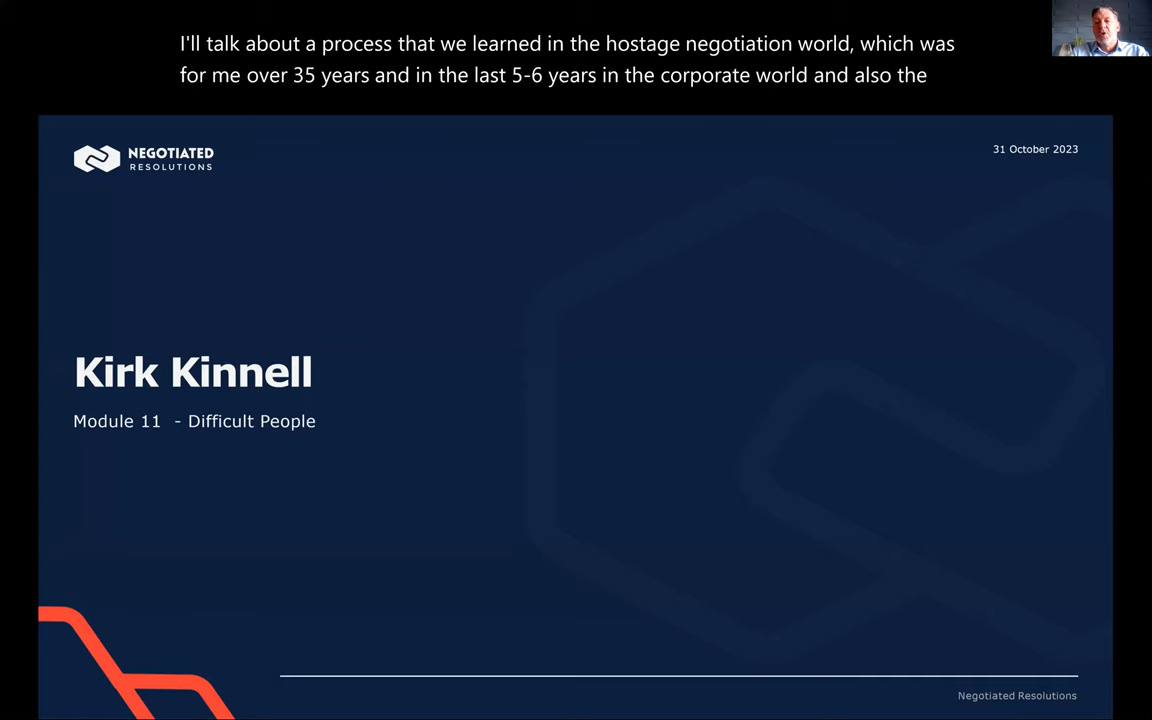 I'll talk about a process that we learned in the hostage negotiation world, which was
for me over 35 years and in the last 5-6 years in the corporate world and also the
NEGOTIATED
RESOLUTIONS
31 October 2023
Kirk Kinnell
Module 11 - Difficult People
Negotiated Resolutions